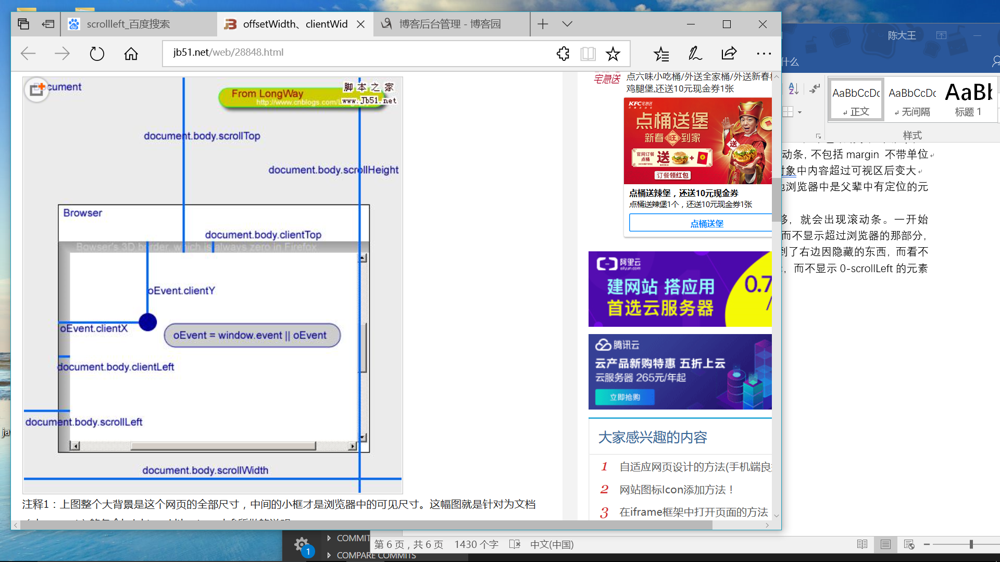 scrollleft_百度搜索
offsetWidth、clientWid
博客后台管理 - 博客园
jb51.net/web/28848.html
From LongWay
脚本之家
http://www.cnblogs.com/
www.Jb51.net
document.body.scrollTop
document.body.scrollHeight
Browser
document.body.clientTop
Bowser's 3D border, which is always zero in Firefox
oEvent.clientY
oEvent.clientX
oEvent = window.event || oEvent
document.body.clientLeft
document.body.scrollLeft
document.body.scrollWidth
注释1：上图整个大背景是这个网页的全部尺寸，中间的小框才是浏览器中的可见尺寸。这幅图就是针对为文档
宅急送
点六味小吃桶/外送全家桶/外送新春
鸡腿堡,还送10元现金券1张
KFC宅急送
点桶送堡
新春旺到家
送
官网订餐
点桶
送
订餐领红包
点桶送辣堡，还送10元现金券
点桶送辣堡1个，还送10元现金券1张
点桶送堡
阿里云
aliyun.com
建网站 搭应用
首选云服务器
0.7
腾讯云
云产品新购特惠 五折上云
云服务器 265元/年起
立即抢购
大家感兴趣的内容
1 自适应网页设计的方法(手机端良
2 网站图标Icon添加方法！
3 在iframe框架中打开页面的方法
陈大王
什么
AaBbCcDc
正文
AaBbCcDc
无间隔
AaBb
标题 1
样式
动条, 不包括 margin 不带单位
对象中内容超过可视区后变大
他浏览器中是父辈中有定位的元
就会出现滚动条。一开始
而不显示超过浏览器的那部分,
到了右边因隐藏的东西, 而看不
而不显示 0-scrollLeft 的元素
ja
1
COMMIT
COMPARE COMMITS
第 6 页，共 6 页
1430 个字
中文(中国)